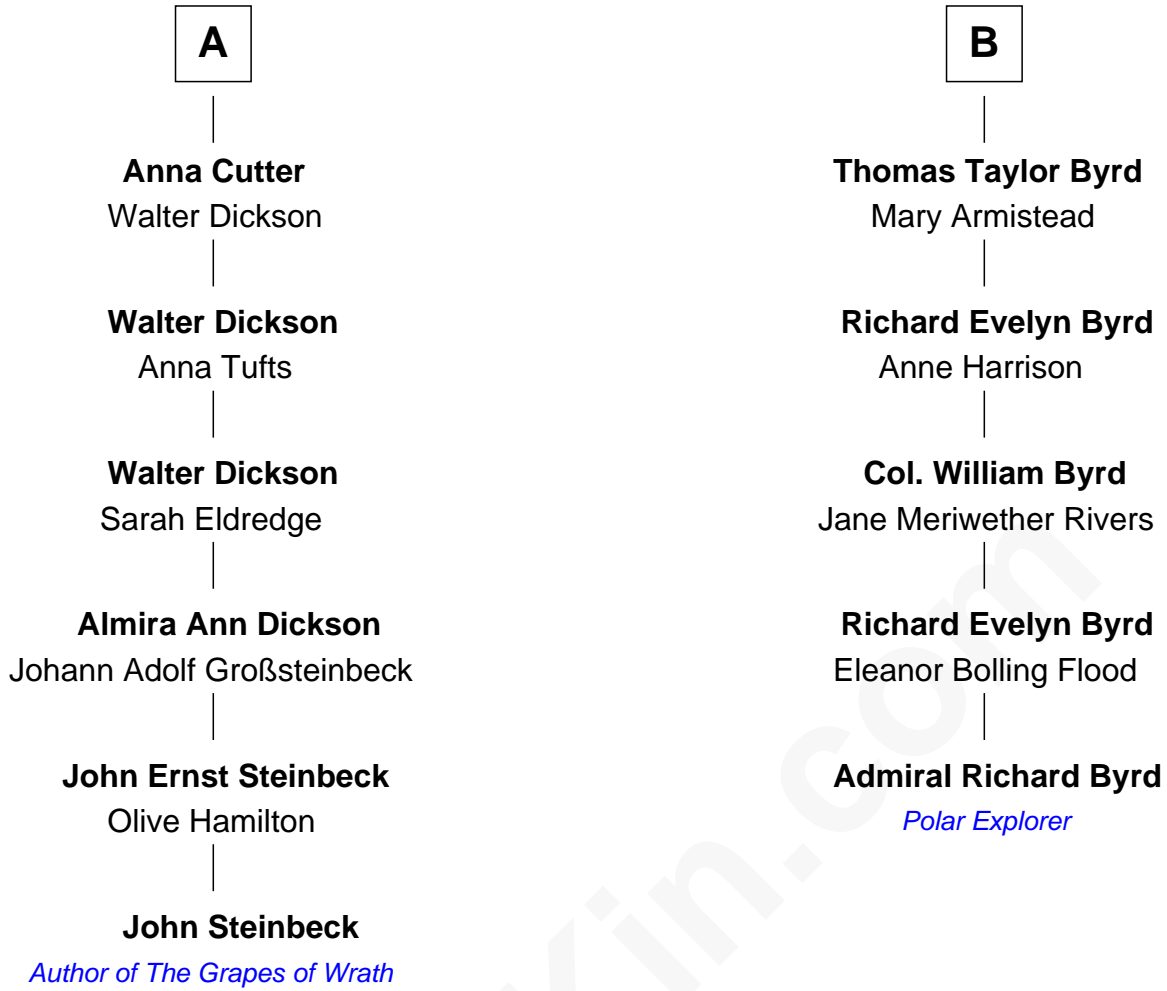 A
Anna Cutter
Walter Dickson
Walter Dickson
Anna Tufts
Walter Dickson
Sarah Eldredge
Almira Ann Dickson
Johann Adolf Großsteinbeck
John Ernst Steinbeck
Olive Hamilton
John Steinbeck
Author of The Grapes of Wrath
B
Thomas Taylor Byrd
Mary Armistead
Richard Evelyn Byrd
Anne Harrison
Col. William Byrd
Jane Meriwether Rivers
Richard Evelyn Byrd
Eleanor Bolling Flood
Admiral Richard Byrd
Polar Explorer
Kin.com